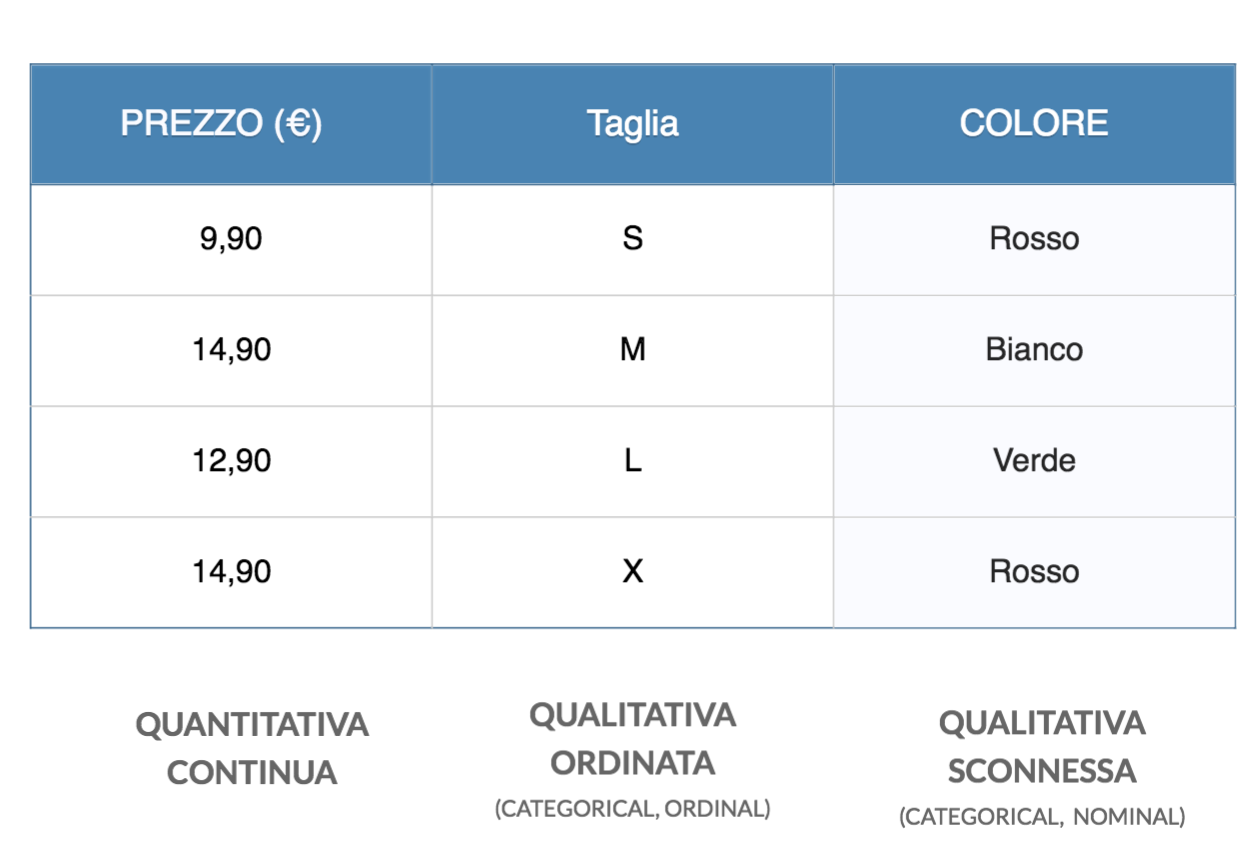 PREZZO (€) Taglia COLORE
9,90 S Rosso
14,90 M Bianco
12,90 L Verde
14,90 X Rosso
QUANTITATIVA
CONTINUA
QUALITATIVA
ORDINATA
(CATEGORICAL, ORDINAL)
QUALITATIVA
SCONNESSA
(CATEGORICAL, NOMINAL)